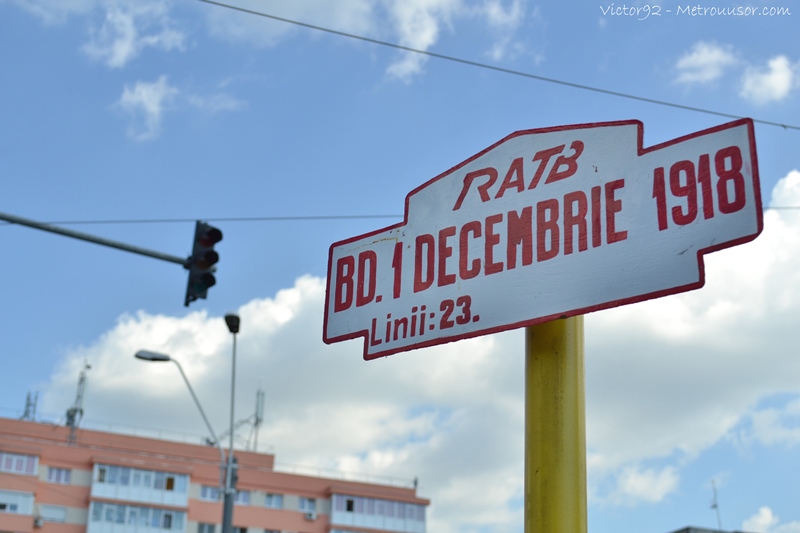 Victor92 - Metrouusor.com
RATB
BD. 1 DECEMBRIE 1918
Linii: 23.